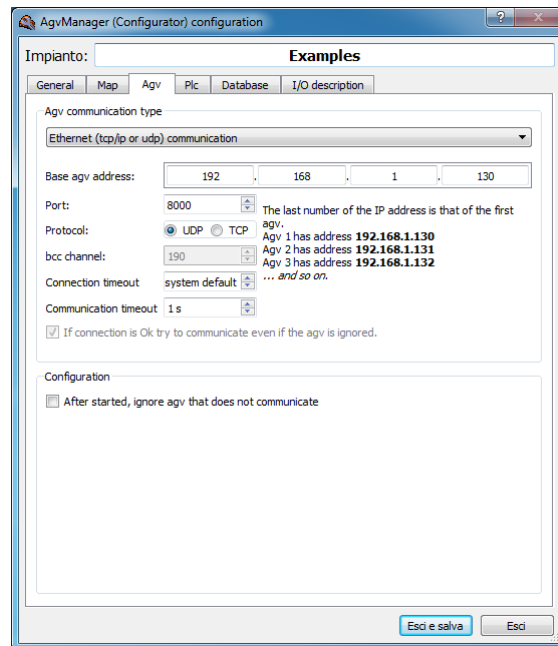 AgvManager (Configurator) configuration
Impianto: Examples
General Map Agv Plc Database I/O description
Agv communication type
Ethernet (tcp/ip or udp) communication
Base agv address: 192 . 168 . 1 . 130
Port: 8000
Protocol: UDP TCP
bcc channel: 190
Connection timeout system default
Communication timeout 1 s
The last number of the IP address is that of the first
agv.
Agv 1 has address 192.168.1.130
Agv 2 has address 192.168.1.131
Agv 3 has address 192.168.1.132
... and so on.
If connection is Ok try to communicate even if the agv is ignored.
Configuration
After started, ignore agv that does not communicate
Esci e salva Esci